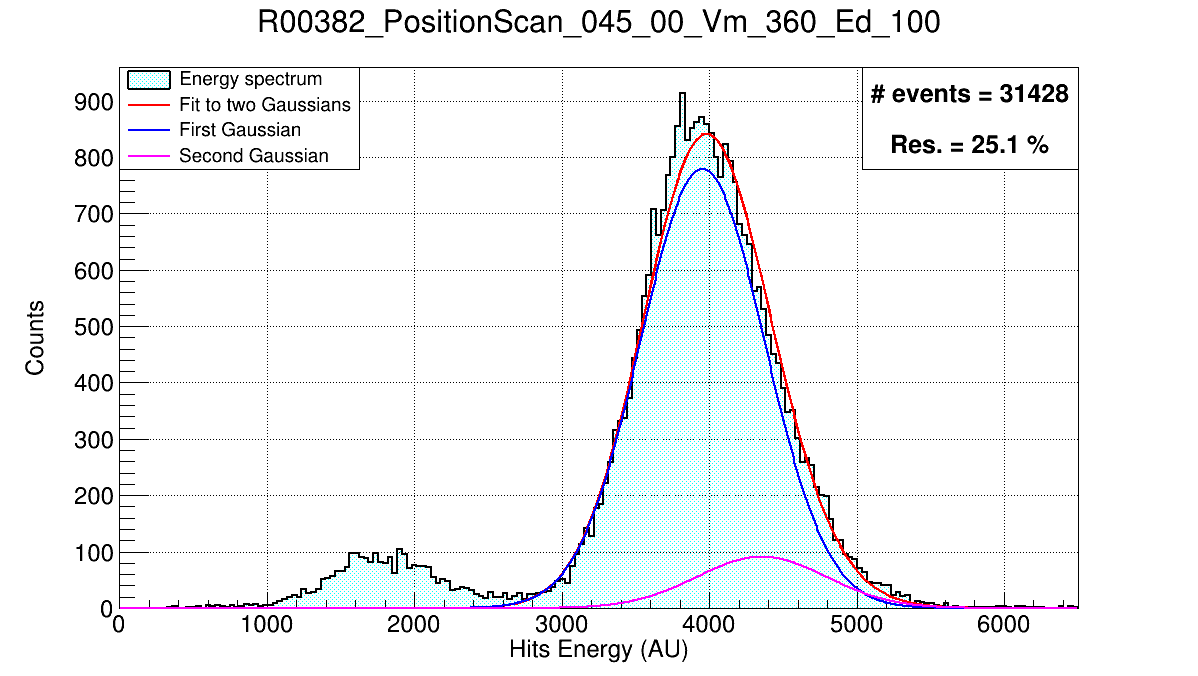 R00382_PositionScan_045_00_Vm_360_Ed_100
Energy spectrum
Fit to two Gaussians
First Gaussian
Second Gaussian
# events = 31428
Res. = 25.1 %
900
800
700
600
500
400
300
200
100
0
Counts
0 1000 2000 3000 4000 5000 6000
Hits Energy (AU)